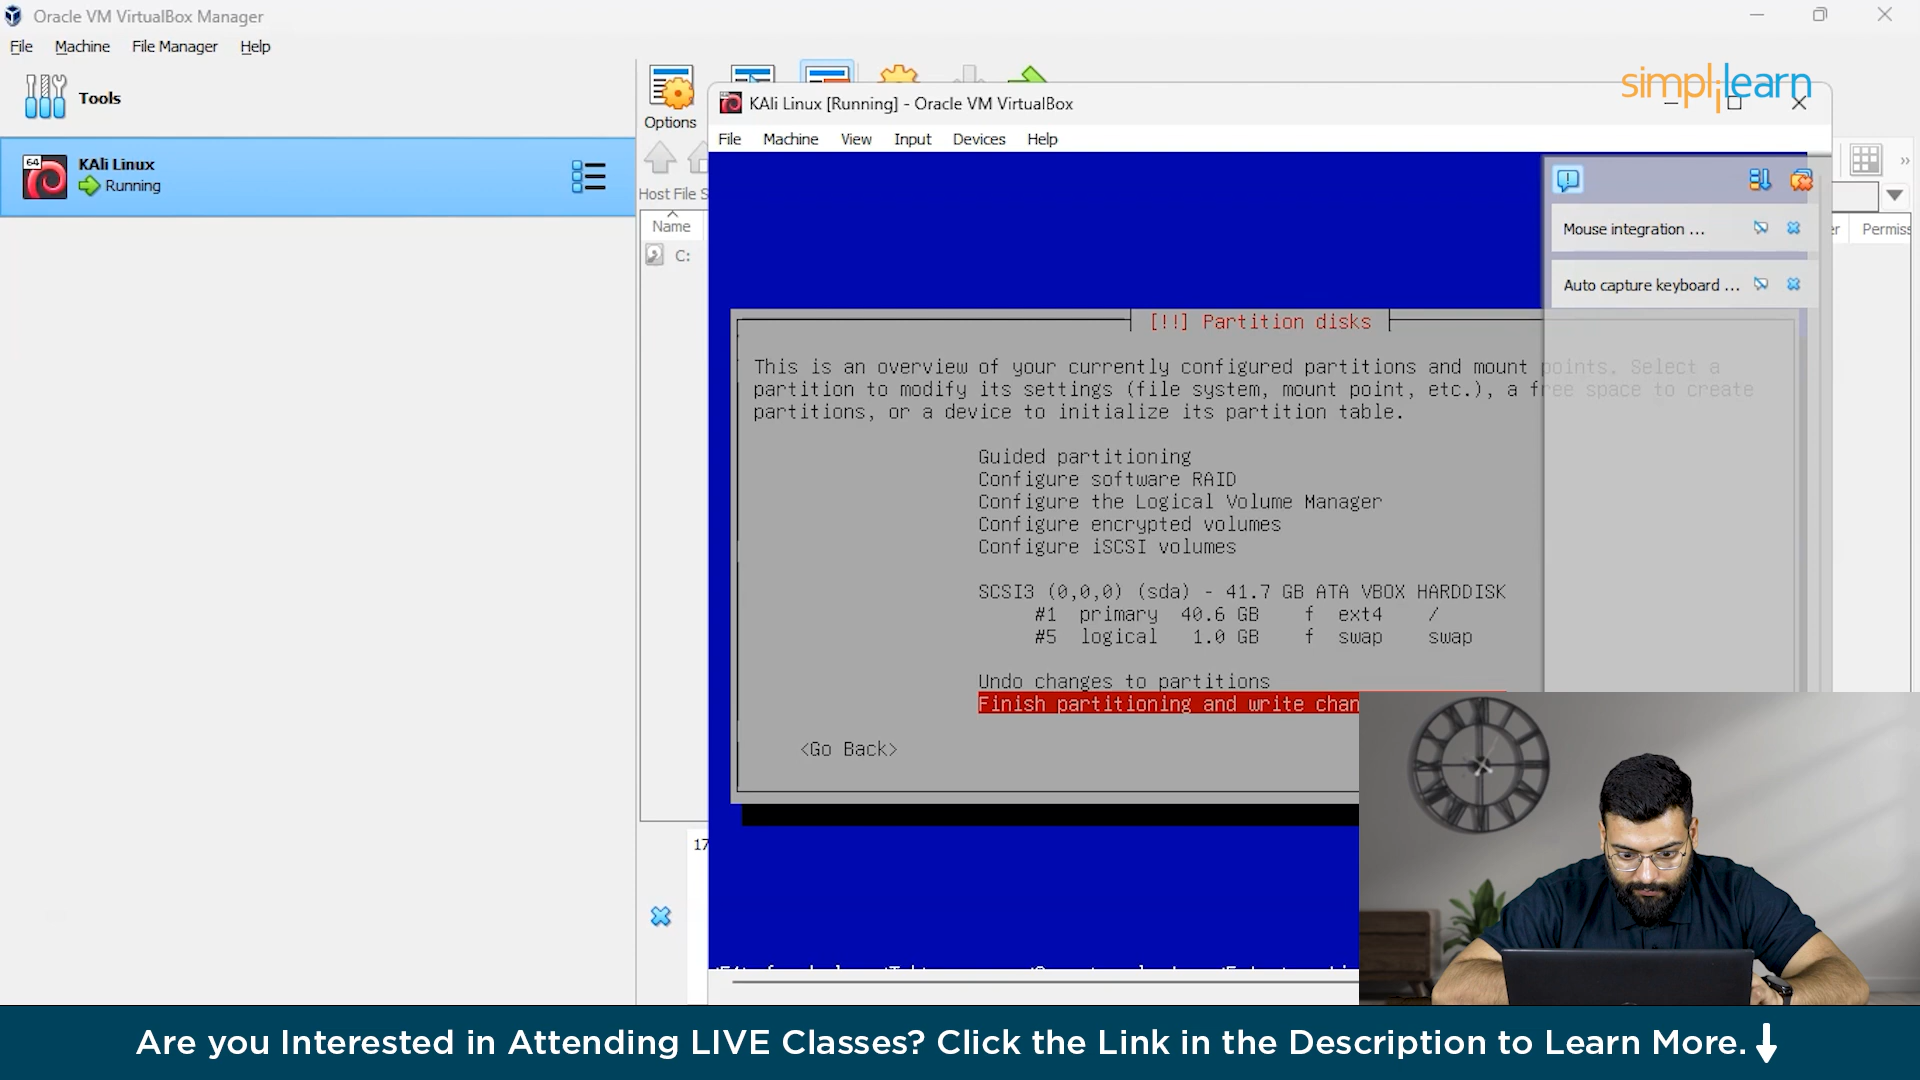 Oracle VM VirtualBox Manager
File Machine File Manager Help
Tools
64
KAli Linux
Running
Options
Host File S
Name
C:
17
simplilearn
KAli Linux [Running] - Oracle VM VirtualBox
File Machine View Input Devices Help
Mouse integration ...
Auto capture keyboard ...
Permiss
[!!] Partition disks
This is an overview of your currently configured partitions and mount points. Select a
partition to modify its settings (file system, mount point, etc.), a free space to create
partitions, or a device to initialize its partition table.
Guided partitioning
Configure software RAID
Configure the Logical Volume Manager
Configure encrypted volumes
Configure iSCSI volumes
SCSI3 (0,0,0) (sda) - 41.7 GB ATA VBOX HARDDISK
#1 primary 40.6 GB f ext4 /
#5 logical 1.0 GB f swap swap
Undo changes to partitions
Finish partitioning and write chan
<Go Back>
Are you Interested in Attending LIVE Classes? Click the Link in the Description to Learn More.